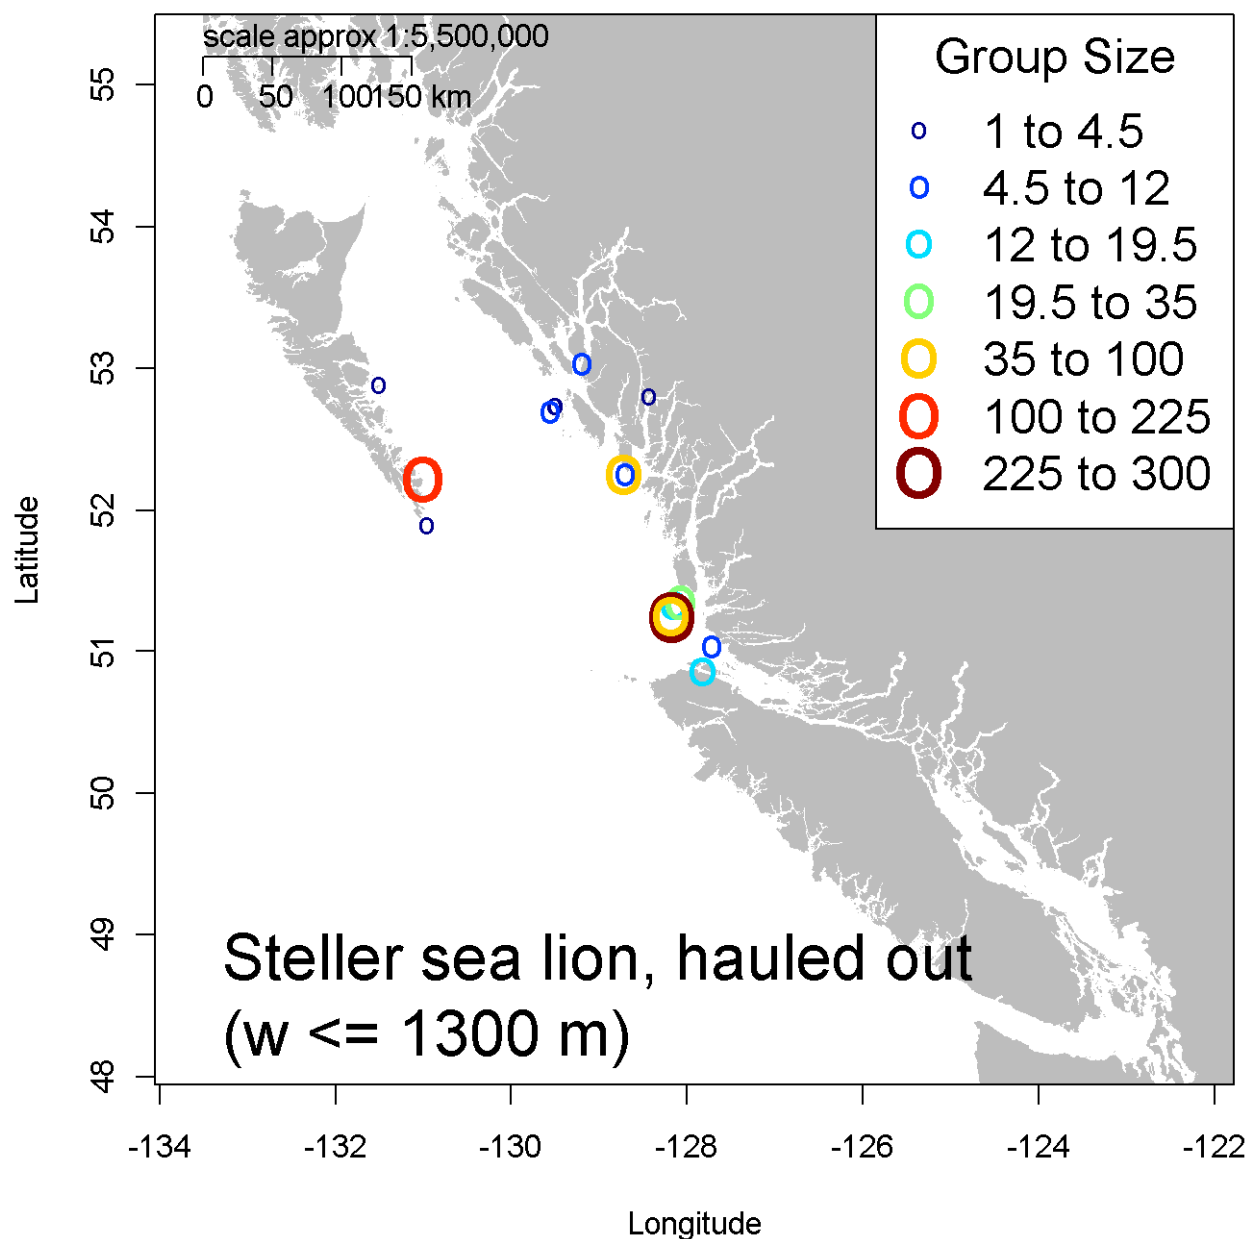 scale approx 1:5,500,000
0 50 100 150 km
Group Size
1 to 4.5
4.5 to 12
12 to 19.5
19.5 to 35
35 to 100
100 to 225
225 to 300
55
54
53
52
51
50
49
48
Latitude
Steller sea lion, hauled out
(w <= 1300 m)
-134 -132 -130 -128 -126 -124 -122
Longitude